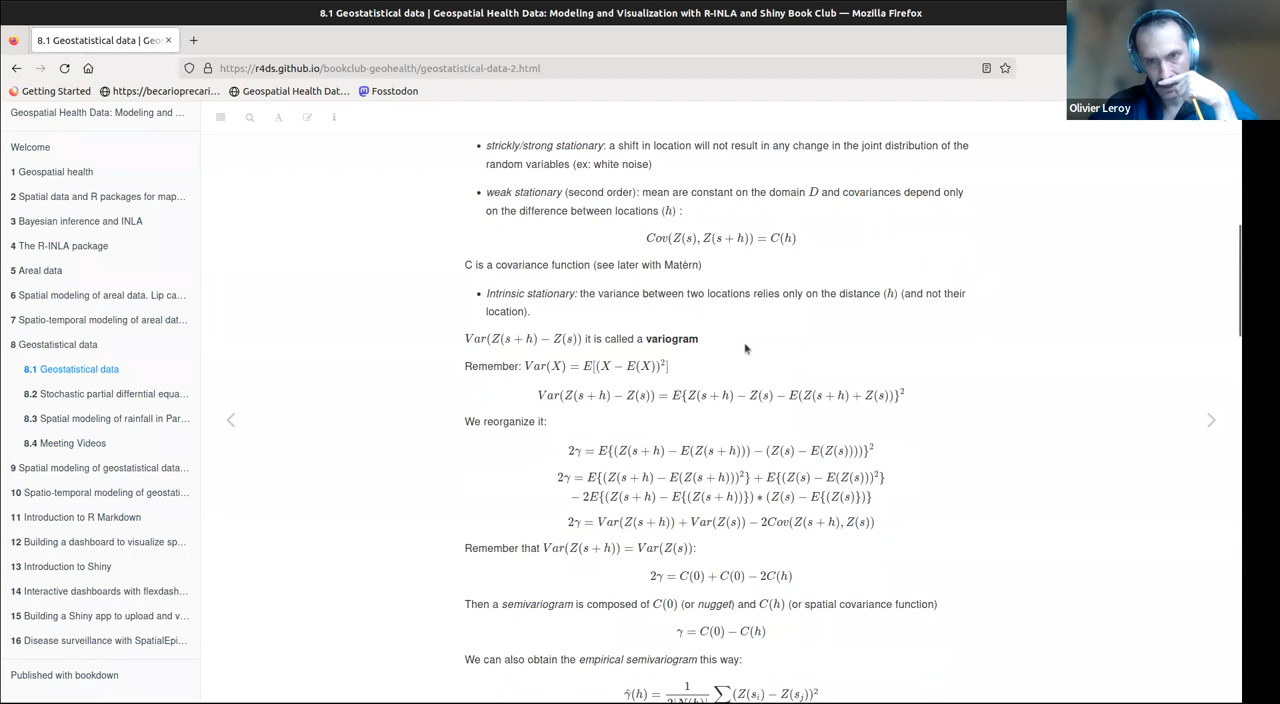 8.1 Geostatistical data | Geospatial Health Data: Modeling and Visualization with R-INLA and Shiny Book Club — Mozilla Firefox
8.1 Geostatistical data | Geo
https://r4ds.github.io/bookclub-geohealth/geostatistical-data-2.html
Getting Started https://becarioprecari... Geospatial Health Dat... Fosstodon
Olivier Leroy
Geospatial Health Data: Modeling and ...
Welcome
1 Geospatial health
2 Spatial data and R packages for map...
3 Bayesian inference and INLA
4 The R-INLA package
5 Areal data
6 Spatial modeling of areal data. Lip ca...
7 Spatio-temporal modeling of areal dat...
8 Geostatistical data
8.1 Geostatistical data
8.2 Stochastic partial differntial equa...
8.3 Spatial modeling of rainfall in Par...
8.4 Meeting Videos
9 Spatial modeling of geostatistical data...
10 Spatio-temporal modeling of geostati...
11 Introduction to R Markdown
12 Building a dashboard to visualize sp...
13 Introduction to Shiny
14 Interactive dashboards with flexdash...
15 Building a Shiny app to upload and v...
16 Disease surveillance with SpatialEpi...
Published with bookdown
• strickly/strong stationary: a shift in location will not result in any change in the joint distribution of the
random variables (ex: white noise)
• weak stationary (second order): mean are constant on the domain D and covariances depend only
on the difference between locations (h) :
Cov(Z(s), Z(s + h)) = C(h)
C is a covariance function (see later with Matèrn)
• Intrinsic stationary: the variance between two locations relies only on the distance (h) (and not their
location).
Var(Z(s + h) − Z(s)) it is called a variogram
Remember: Var(X) = E[(X − E(X))²]
Var(Z(s + h) − Z(s)) = E{Z(s + h) − Z(s) − E(Z(s + h) + Z(s))}²
We reorganize it:
2γ = E{(Z(s + h) − E(Z(s + h))) − (Z(s) − E(Z(s))))}²
2γ = E{(Z(s + h) − E(Z(s + h)))²} + E{(Z(s) − E(Z(s)))²}
− 2E{(Z(s + h) − E{(Z(s + h))}) ∗ (Z(s) − E{(Z(s)})}
2γ = Var(Z(s + h)) + Var(Z(s)) − 2Cov(Z(s + h), Z(s))
Remember that Var(Z(s + h)) = Var(Z(s)):
2γ = C(0) + C(0) − 2C(h)
Then a semivariogram is composed of C(0) (or nugget) and C(h) (or spatial covariance function)
γ = C(0) − C(h)
We can also obtain the empirical semivariogram this way:
γ̂(h) = 1/2|N(h)| ∑(Z(sᵢ) − Z(sⱼ))²